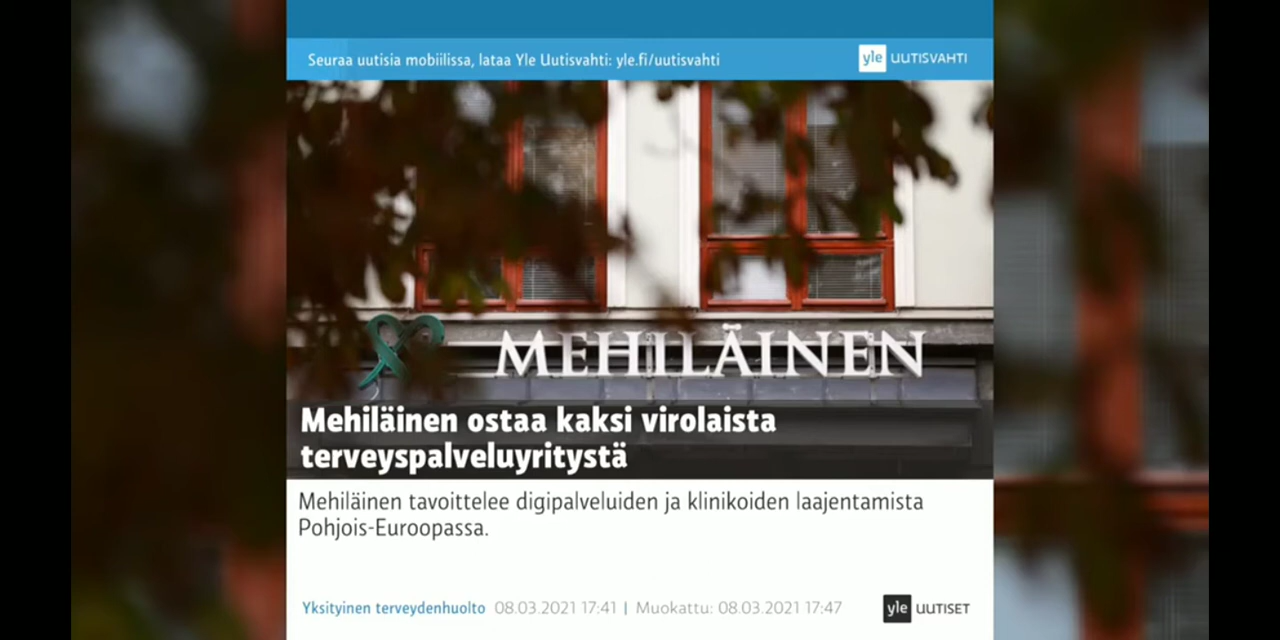 Seuraa uutisia mobiilissa, lataa Yle Uutisvahti: yle.fi/uutisvahti
yle UUTISVAHTI
MEHILÄINEN
Mehiläinen ostaa kaksi virolaista
terveyspalveluyritystä
Mehiläinen tavoittelee digipalveluiden ja klinikoiden laajentamista
Pohjois-Euroopassa.
Yksityinen terveydenhuolto 08.03.2021 17:41 | Muokattu: 08.03.2021 17:47
yle UUTISET